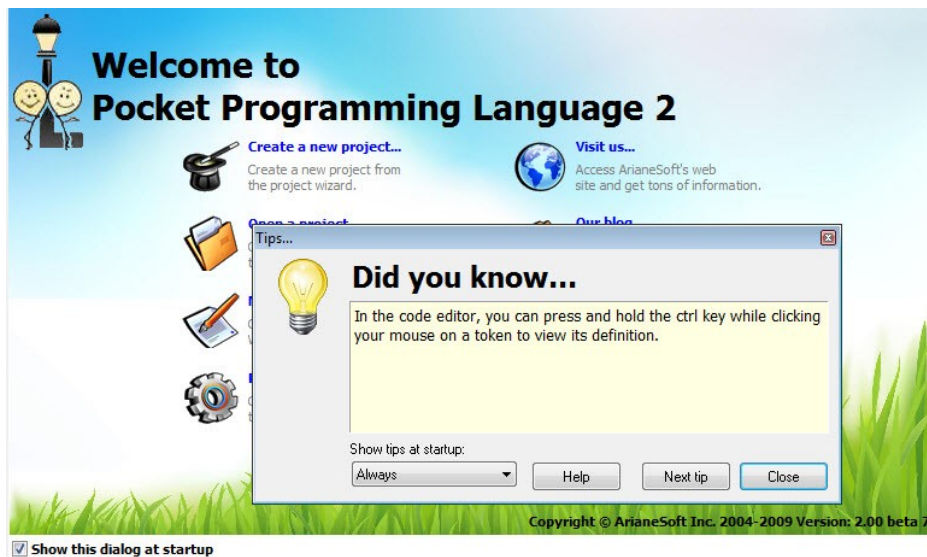 Welcome to
Pocket Programming Language 2
Create a new project...
Create a new project from
the project wizard.
Visit us...
Access ArianeSoft's web
site and get tons of information.
Open a project
Our blog
Tips...
Did you know...
In the code editor, you can press and hold the ctrl key while clicking
your mouse on a token to view its definition.
Show tips at startup:
Always
Help
Next tip
Close
Copyright © ArianeSoft Inc. 2004-2009 Version: 2.00 beta 7
Show this dialog at startup